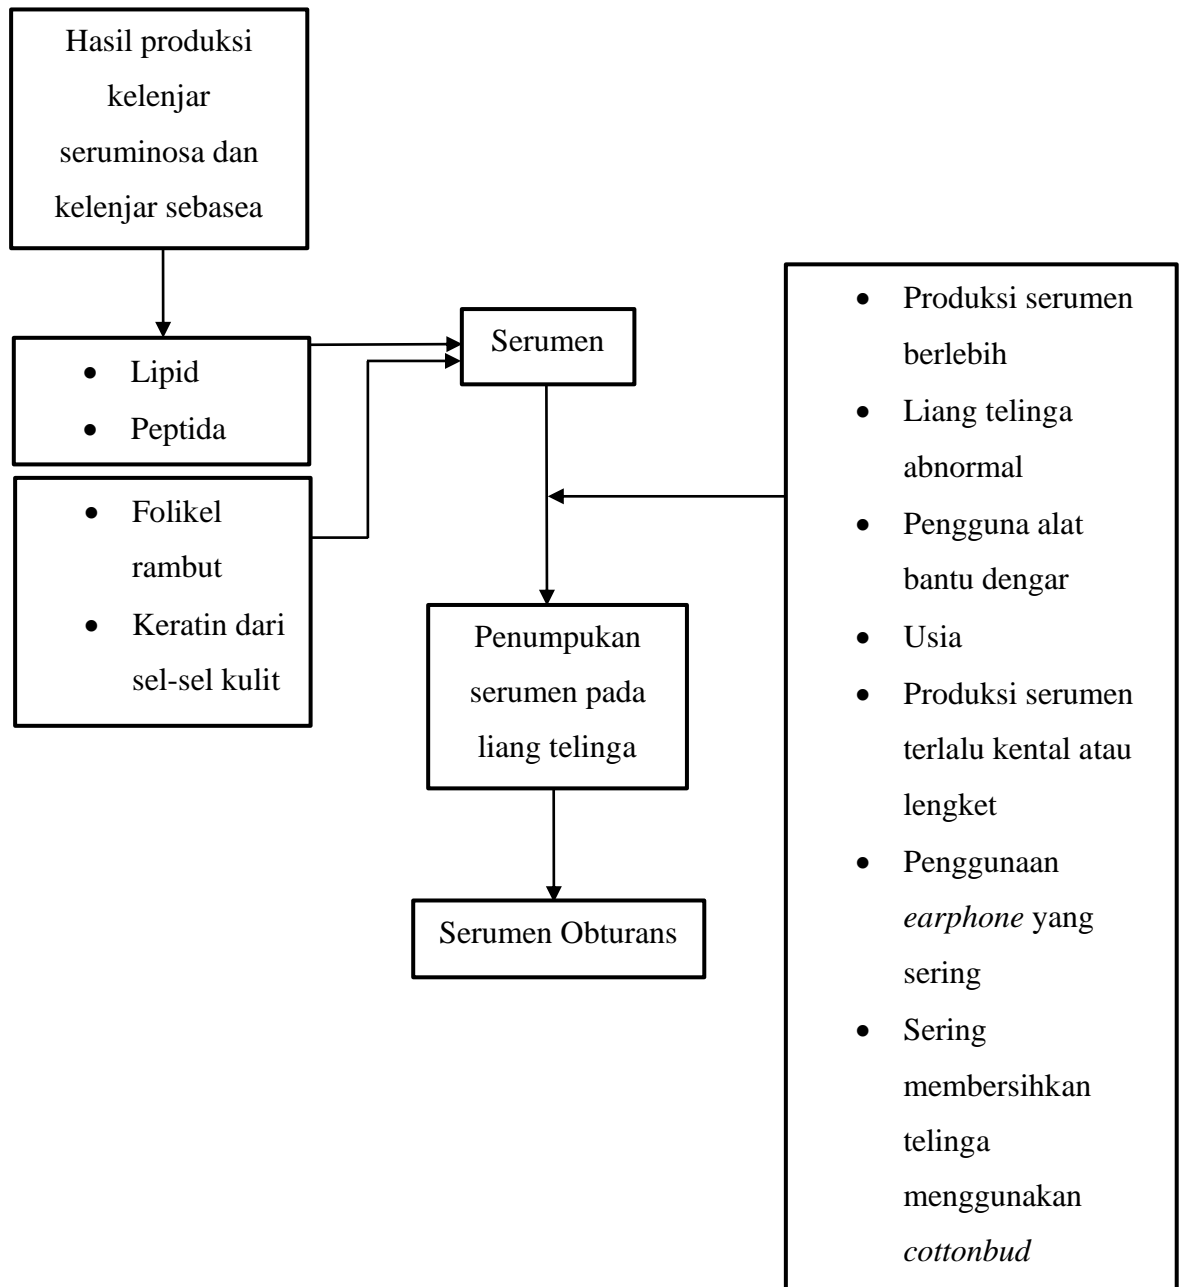 Hasil produksi
kelenjar
seruminosa dan
kelenjar sebasea
• Lipid
• Peptida
• Folikel
rambut
• Keratin dari
sel-sel kulit
Serumen
Penumpukan
serumen pada
liang telinga
Serumen Obturans
• Produksi serumen
berlebih
• Liang telinga
abnormal
• Pengguna alat
bantu dengar
• Usia
• Produksi serumen
terlalu kental atau
lengket
• Penggunaan
earphone yang
sering
• Sering
membersihkan
telinga
menggunakan
cottonbud